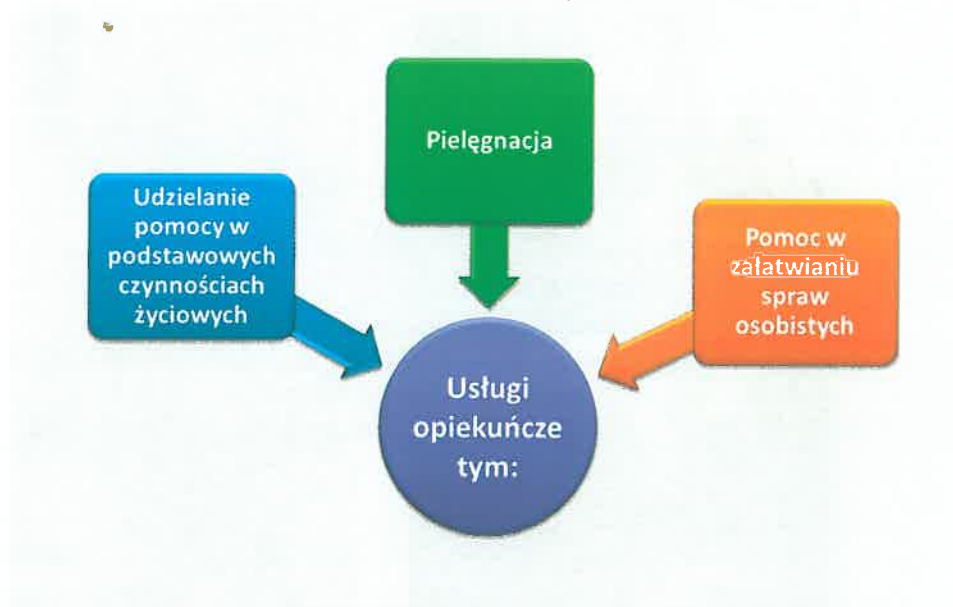 Pielęgnacja
Udzielanie
pomocy w
podstawowych
czynnościach
życiowych
Pomoc w
załatwianiu
spraw
osobistych
Usługi
opiekuńcze
tym: